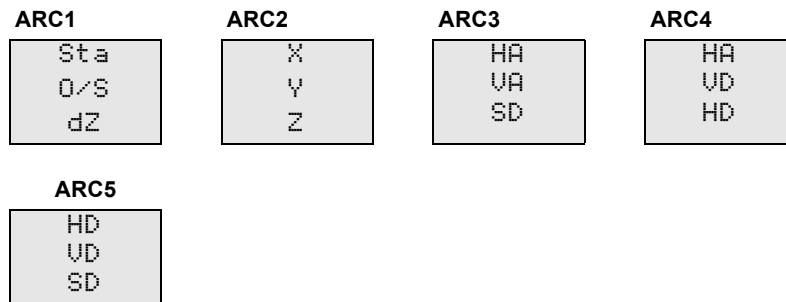 ARC1 ARC2 ARC3 ARC4
Sta X HA HA
O/S Y VA VD
dZ Z SD HD
ARC5
HD
VD
SD